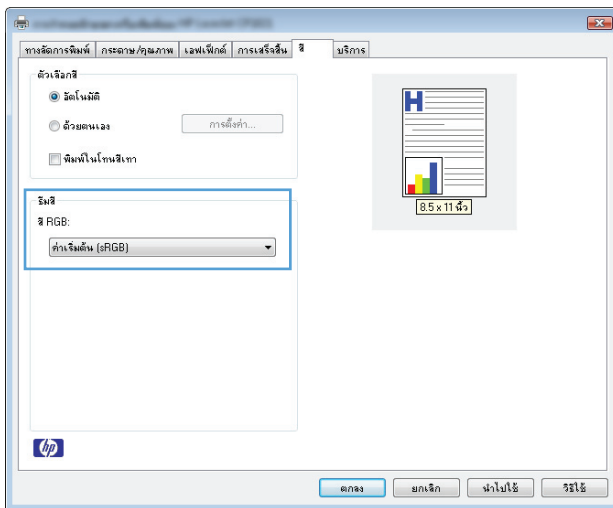 ทางลัดการพิมพ์ กระดาษ/คุณภาพ เอฟเฟ็กต์ การเสร็จสิ้น สี บริการ
ตัวเลือกสี
อัตโนมัติ
ด้วยตนเอง การตั้งค่า...
พิมพ์ในโทนสีเทา
H
8.5 x 11 นิ้ว
ธีมสี
สี RGB:
ค่าเริ่มต้น (sRGB)
hp
ตกลง ยกเลิก นำไปใช้ วิธีใช้